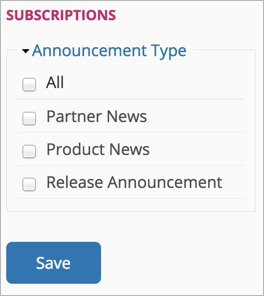 SUBSCRIPTIONS
Announcement Type
All
Partner News
Product News
Release Announcement
Save